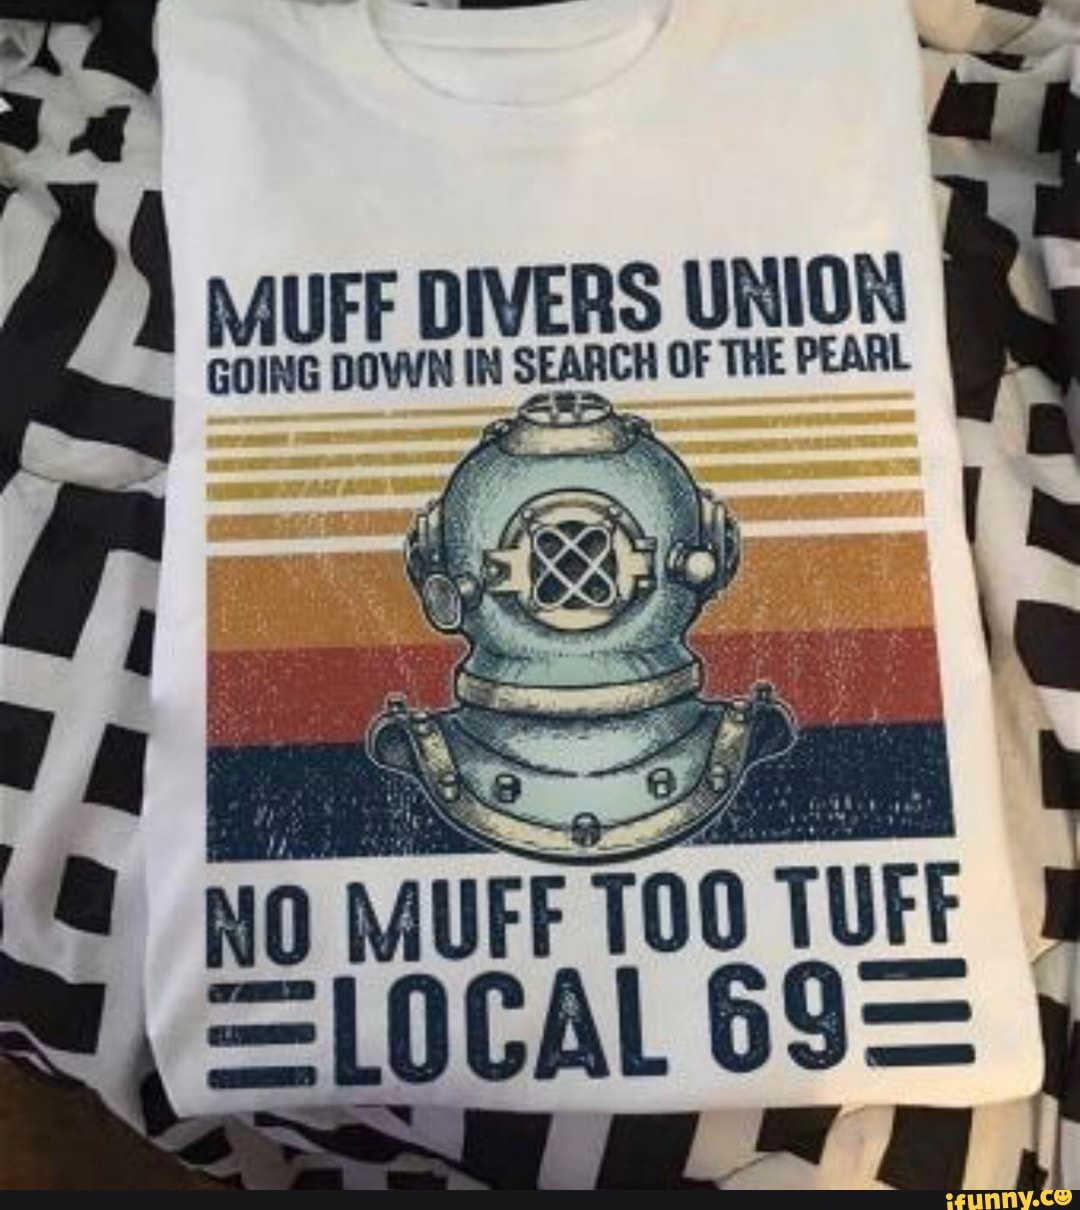 MUFF DIVERS UNION
GOING DOWN IN SEARCH OF THE PEARL
NO MUFF TOO TUFF
LOCAL 69
ifunny.co